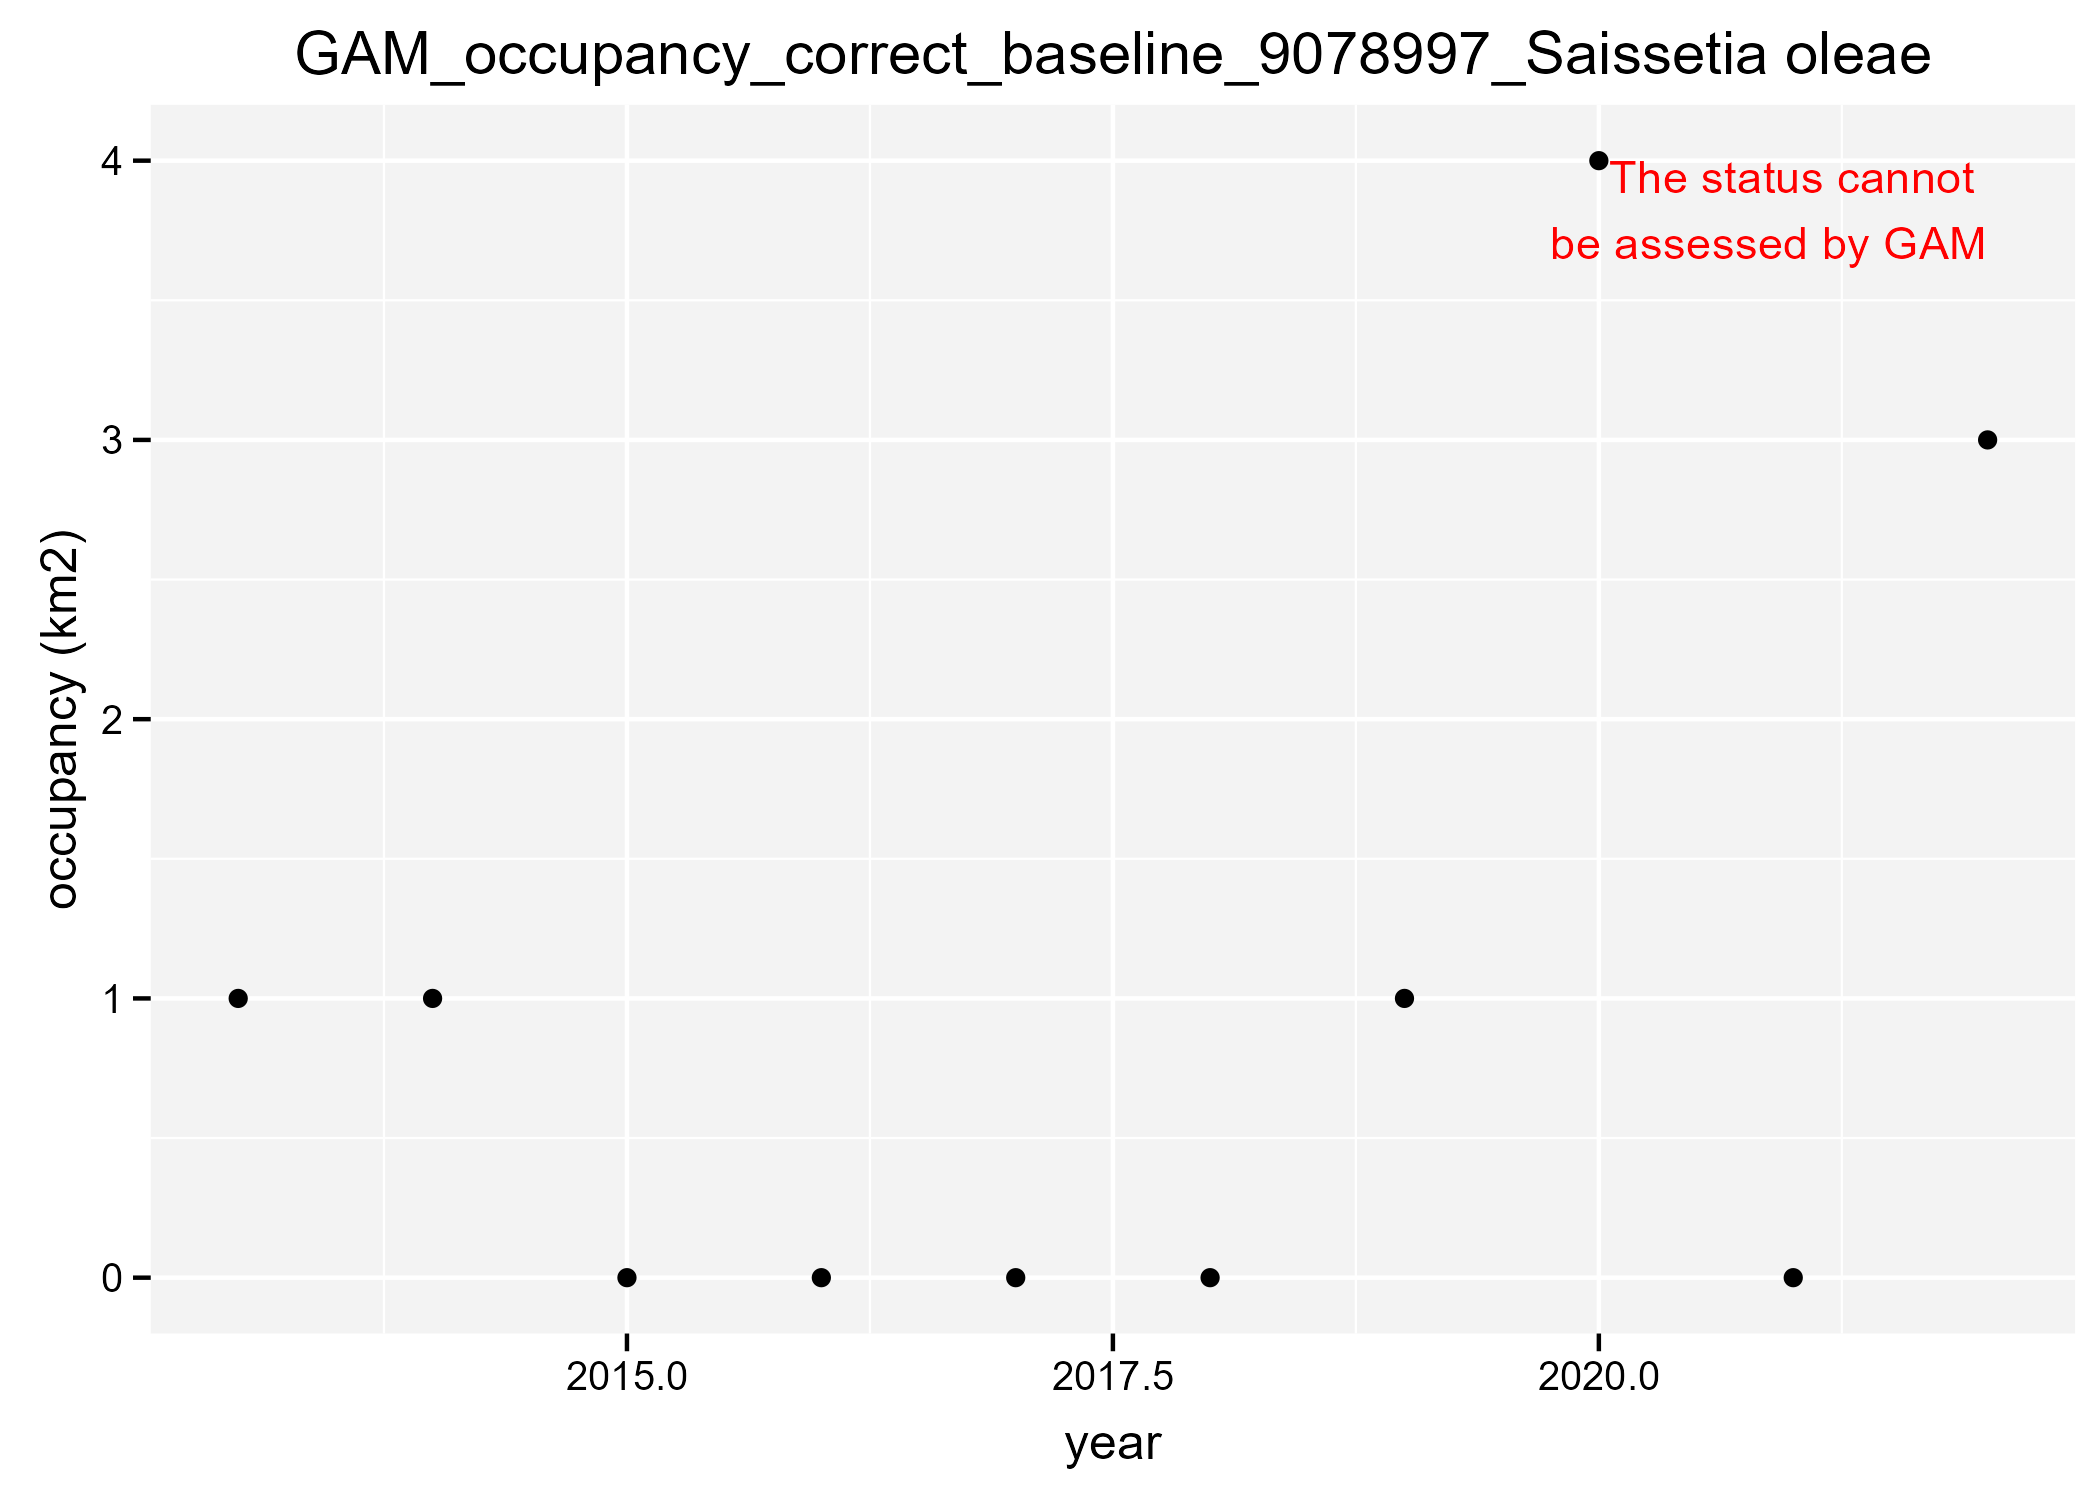 GAM_occupancy_correct_baseline_9078997_Saissetia oleae
4
The status cannot
be assessed by GAM
3
2
1
0
occupancy (km2)
2015.0
2017.5
2020.0
year